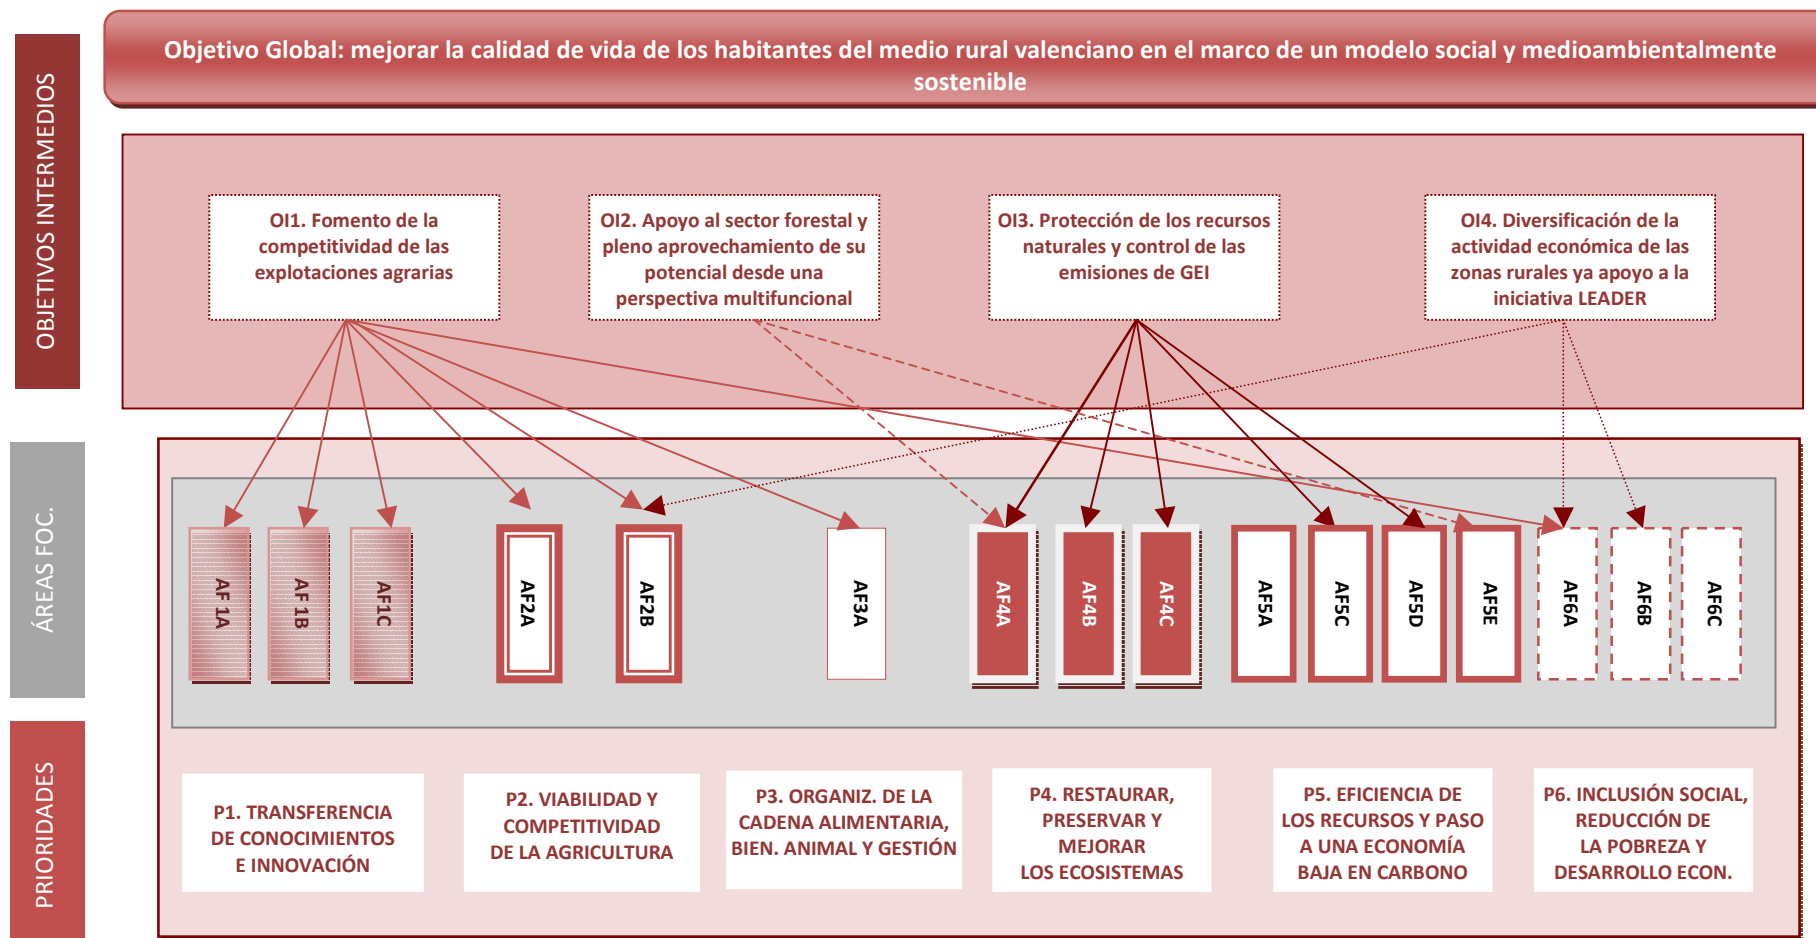 Objetivo Global: mejorar la calidad de vida de los habitantes del medio rural valenciano en el marco de un modelo social y medioambientalmente
sostenible
OBJETIVOS INTERMEDIOS
OI1. Fomento de la
competitividad de las
explotaciones agrarias
OI2. Apoyo al sector forestal y
pleno aprovechamiento de su
potencial desde una
perspectiva multifuncional
OI3. Protección de los recursos
naturales y control de las
emisiones de GEI
OI4. Diversificación de la
actividad económica de las
zonas rurales ya apoyo a la
iniciativa LEADER
ÁREAS FOC.
AF 1A
AF 1B
AF1C
AF2A
AF2B
AF3A
AF4A
AF4B
AF4C
AF5A
AF5C
AF5D
AF5E
AF6A
AF6B
AF6C
PRIORIDADES
P1. TRANSFERENCIA
DE CONOCIMIENTOS
E INNOVACIÓN
P2. VIABILIDAD Y
COMPETITIVIDAD
DE LA AGRICULTURA
P3. ORGANIZ. DE LA
CADENA ALIMENTARIA,
BIEN. ANIMAL Y GESTIÓN
P4. RESTAURAR,
PRESERVAR Y
MEJORAR
LOS ECOSISTEMAS
P5. EFICIENCIA DE
LOS RECURSOS Y PASO
A UNA ECONOMÍA
BAJA EN CARBONO
P6. INCLUSIÓN SOCIAL,
REDUCCIÓN DE
LA POBREZA Y
DESARROLLO ECON.